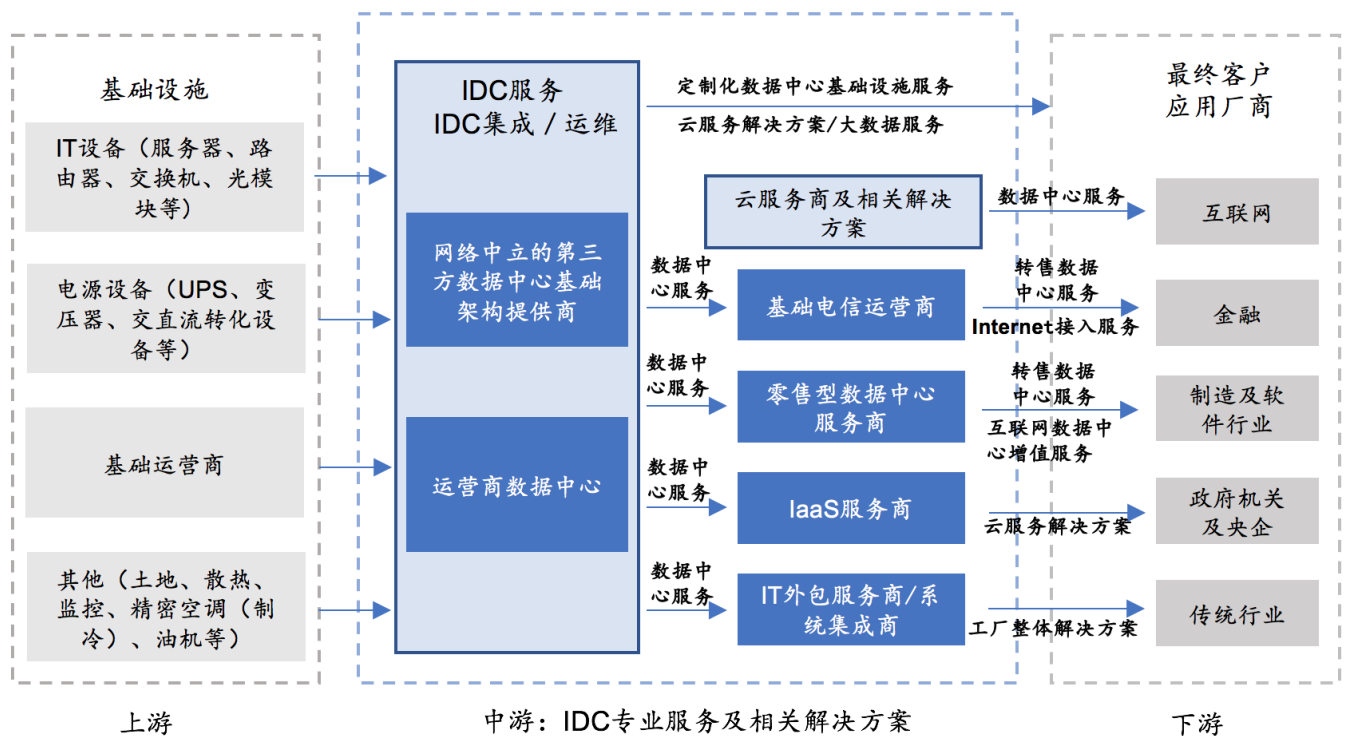 基础设施
IT设备（服务器、路
由器、交换机、光模
块等）
电源设备（UPS、变
压器、交直流转化设
备等）
基础运营商
其他（土地、散热、
监控、精密空调（制
冷）、油机等）
上游
IDC服务
IDC集成／运维
网络中立的第三
方数据中心基础
架构提供商
运营商数据中心
定制化数据中心基础设施服务
云服务解决方案/大数据服务
云服务商及相关解决
方案
数据中心服务
数据中
心服务
基础电信运营商
转售数据
中心服务
Internet接入服务
数据中
心服务
零售型数据中心
服务商
转售数据
中心服务
互联网数据中
心增值服务
数据中
心服务
IaaS服务商
云服务解决方案
数据中
心服务
IT外包服务商/系
统集成商
工厂整体解决方案
中游：IDC专业服务及相关解决方案
最终客户
应用厂商
互联网
金融
制造及软
件行业
政府机关
及央企
传统行业
下游